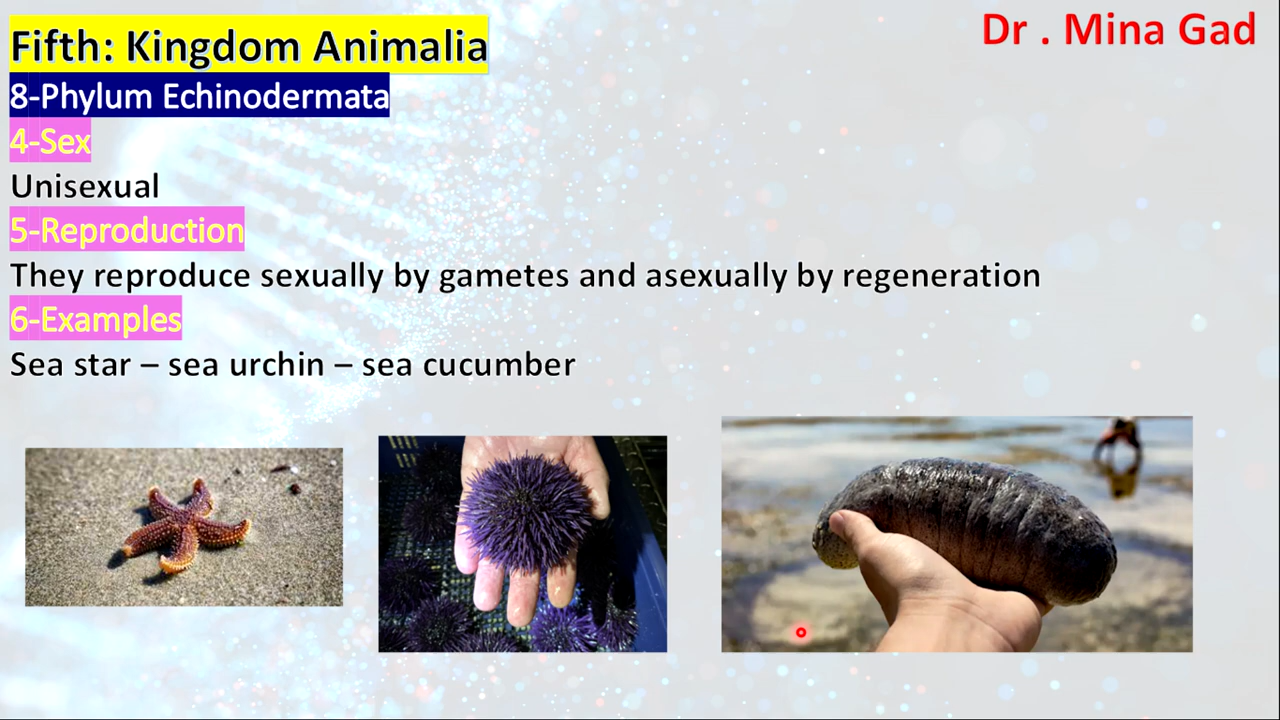 Fifth: Kingdom Animalia
Dr . Mina Gad
8-Phylum Echinodermata
4-Sex
Unisexual
5-Reproduction
They reproduce sexually by gametes and asexually by regeneration
6-Examples
Sea star – sea urchin – sea cucumber